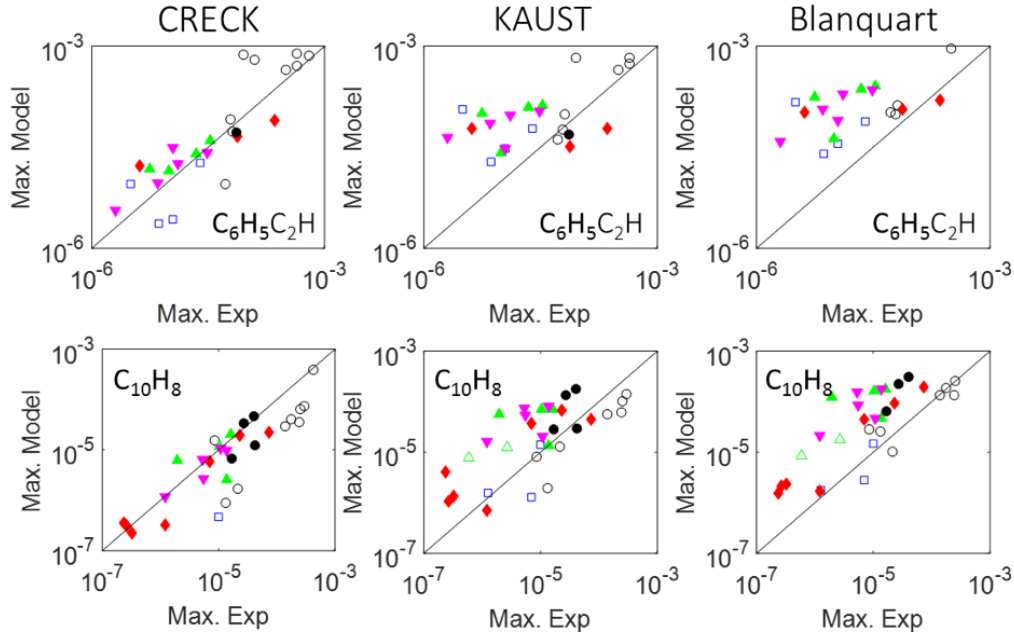 CRECK
KAUST
Blanquart
10⁻³
10⁻³
10⁻³
Max. Model
Max. Model
Max. Model
C₆H₅C₂H
C₆H₅C₂H
C₆H₅C₂H
10⁻⁶
10⁻⁶
10⁻⁶
10⁻⁶
10⁻³
10⁻⁶
10⁻³
10⁻⁶
10⁻³
Max. Exp
Max. Exp
Max. Exp
10⁻³
10⁻³
10⁻³
C₁₀H₈
C₁₀H₈
C₁₀H₈
Max. Model
Max. Model
Max. Model
10⁻⁵
10⁻⁵
10⁻⁵
10⁻⁷
10⁻⁷
10⁻⁷
10⁻⁷
10⁻⁵
10⁻³
10⁻⁷
10⁻⁵
10⁻³
10⁻⁷
10⁻⁵
10⁻³
Max. Exp
Max. Exp
Max. Exp